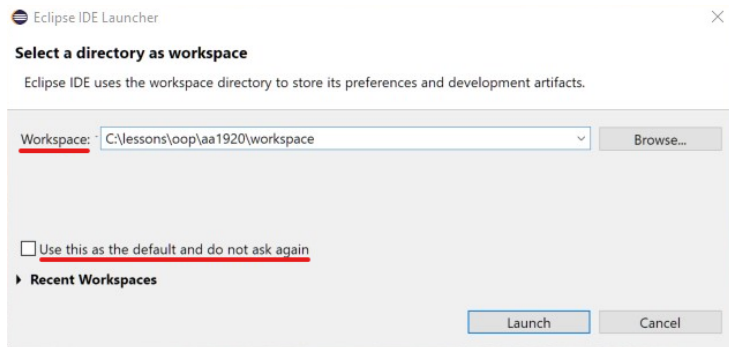 Eclipse IDE Launcher
Select a directory as workspace
Eclipse IDE uses the workspace directory to store its preferences and development artifacts.
Workspace: C:\lessons\oop\aa1920\workspace Browse...
Use this as the default and do not ask again
Recent Workspaces
Launch Cancel